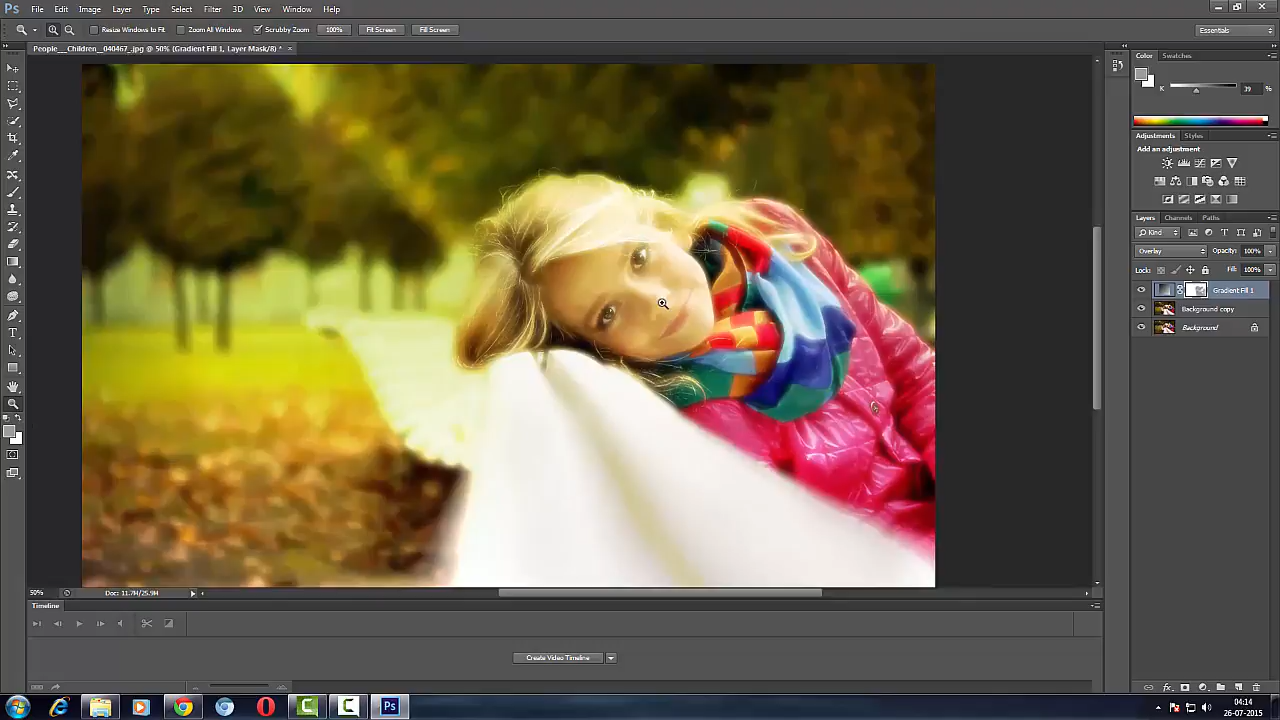 Ps File Edit Image Layer Type Select Filter 3D View Window Help
Resize Windows to Fit Zoom All Windows Scrubby Zoom 100% Fit Screen Fill Screen Essentials
People__Children__040467_.jpg @ 50% (Gradient Fill 1, Layer Mask/8) * ×
Color Swatches
K 39 %
Adjustments Styles
Add an adjustment
Layers Channels Paths
Kind
Overlay Opacity: 100%
Lock: Fill: 100%
Gradient Fill 1
Background copy
Background
50% Doc: 11.7M/25.9M
Timeline
Create Video Timeline
Ps
04:14
26-07-2015